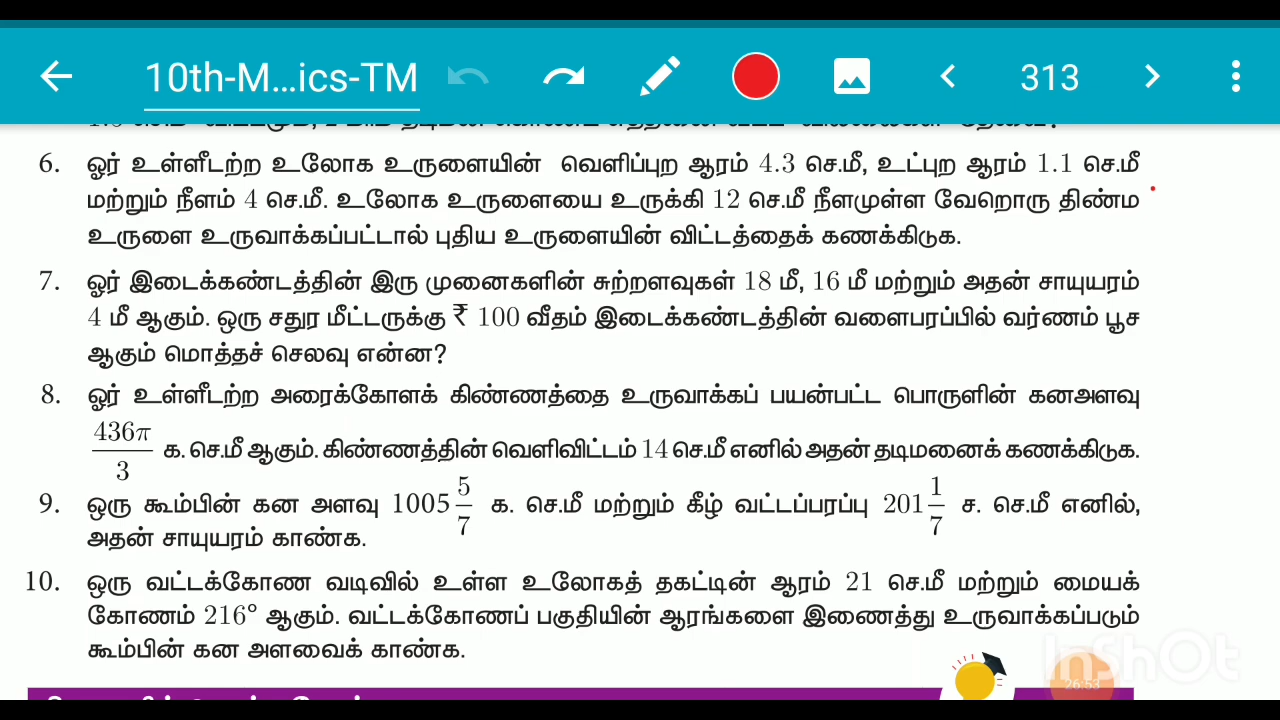 10th-M...ics-TM
313
6. ஓர் உள்ளீடற்ற உலோக உருளையின் வெளிப்புற ஆரம் 4.3 செ.மீ, உட்புற ஆரம் 1.1 செ.மீ
மற்றும் நீளம் 4 செ.மீ. உலோக உருளையை உருக்கி 12 செ.மீ நீளமுள்ள வேறொரு திண்ம
உருளை உருவாக்கப்பட்டால் புதிய உருளையின் விட்டத்தைக் கணக்கிடுக.
7. ஓர் இடைக்கண்டத்தின் இரு முனைகளின் சுற்றளவுகள் 18 மீ, 16 மீ மற்றும் அதன் சாயுயரம்
4 மீ ஆகும். ஒரு சதுர மீட்டருக்கு ₹ 100 வீதம் இடைக்கண்டத்தின் வளைபரப்பில் வர்ணம் பூச
ஆகும் மொத்தச் செலவு என்ன?
8. ஓர் உள்ளீடற்ற அரைக்கோளக் கிண்ணத்தை உருவாக்கப் பயன்பட்ட பொருளின் கனஅளவு
436π/3 க. செ.மீ ஆகும். கிண்ணத்தின் வெளிவிட்டம் 14 செ.மீ எனில் அதன் தடிமனைக் கணக்கிடுக.
9. ஒரு கூம்பின் கன அளவு 1005 5/7 க. செ.மீ மற்றும் கீழ் வட்டப்பரப்பு 201 1/7 ச. செ.மீ எனில்,
அதன் சாயுயரம் காண்க.
10. ஒரு வட்டக்கோண வடிவில் உள்ள உலோகத் தகட்டின் ஆரம் 21 செ.மீ மற்றும் மையக்
கோணம் 216° ஆகும். வட்டக்கோணப் பகுதியின் ஆரங்களை இணைத்து உருவாக்கப்படும்
கூம்பின் கன அளவைக் காண்க.
InShOt
26:53